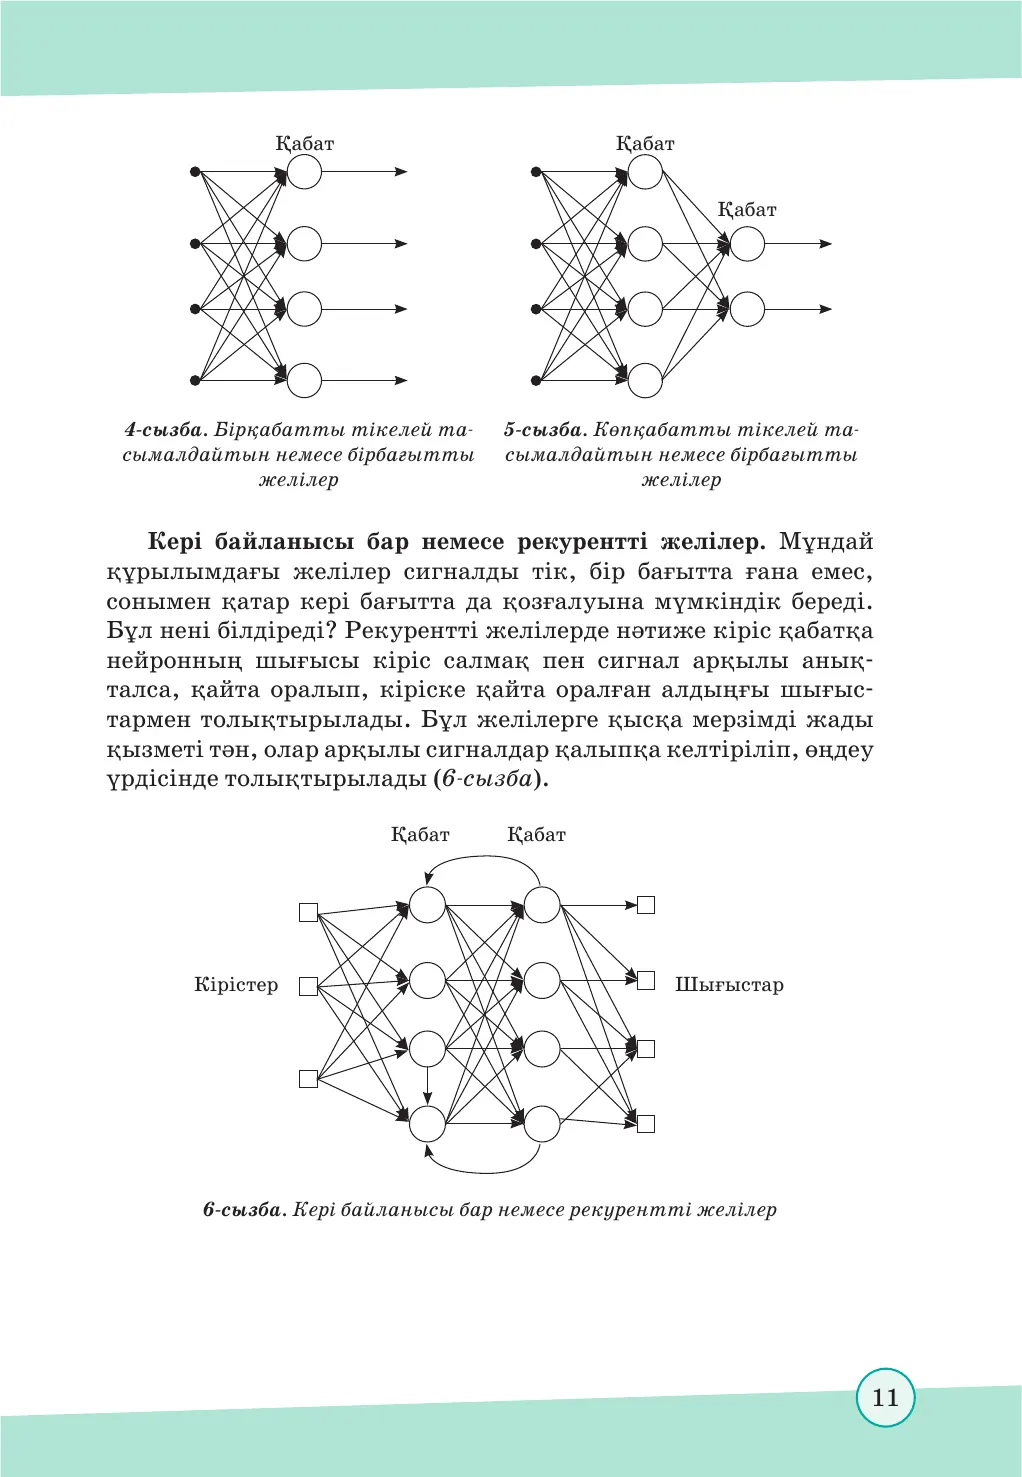 Қабат
Қабат
Қабат
4-сызба. Бірқабатты тікелей та-
сымалдайтын немесе бірбағытты
желілер
5-сызба. Көпқабатты тікелей та-
сымалдайтын немесе бірбағытты
желілер
Кері байланысы бар немесе рекурентті желілер. Мұндай
құрылымдағы желілер сигналды тік, бір бағытта ғана емес,
сонымен қатар кері бағытта да қозғалуына мүмкіндік береді.
Бұл нені білдіреді? Рекурентті желілерде нәтиже кіріс қабатқа
нейронның шығысы кіріс салмақ пен сигнал арқылы анық-
талса, қайта оралып, кіріске қайта оралған алдыңғы шығыс-
тармен толықтырылады. Бұл желілерге қысқа мерзімді жады
қызметі тән, олар арқылы сигналдар қалыпқа келтіріліп, өңдеу
үрдісінде толықтырылады (6-сызба).
Қабат Қабат
Кірістер
Шығыстар
6-сызба. Кері байланысы бар немесе рекурентті желілер
11